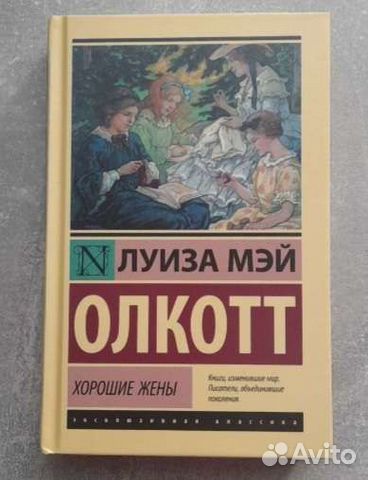 N ЛУИЗА МЭЙ
ОЛКОТТ
ХОРОШИЕ ЖЕНЫ
Книги, изменившие мир.
Писатели, объединившие
поколения.
ЭКСКЛЮЗИВНАЯ КЛАССИКА
Avito